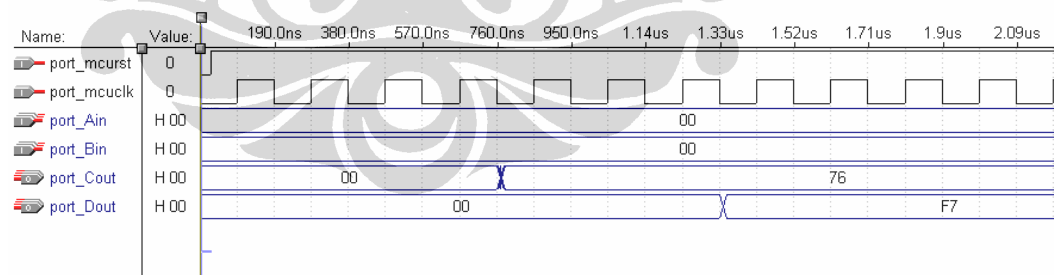 Name: Value: 190.0ns 380.0ns 570.0ns 760.0ns 950.0ns 1.14us 1.33us 1.52us 1.71us 1.9us 2.09us
port_mcurst 0
port_mcuclk 0
port_Ain H 00 00
port_Bin H 00 00
port_Cout H 00 00 76
port_Dout H 00 00 F7